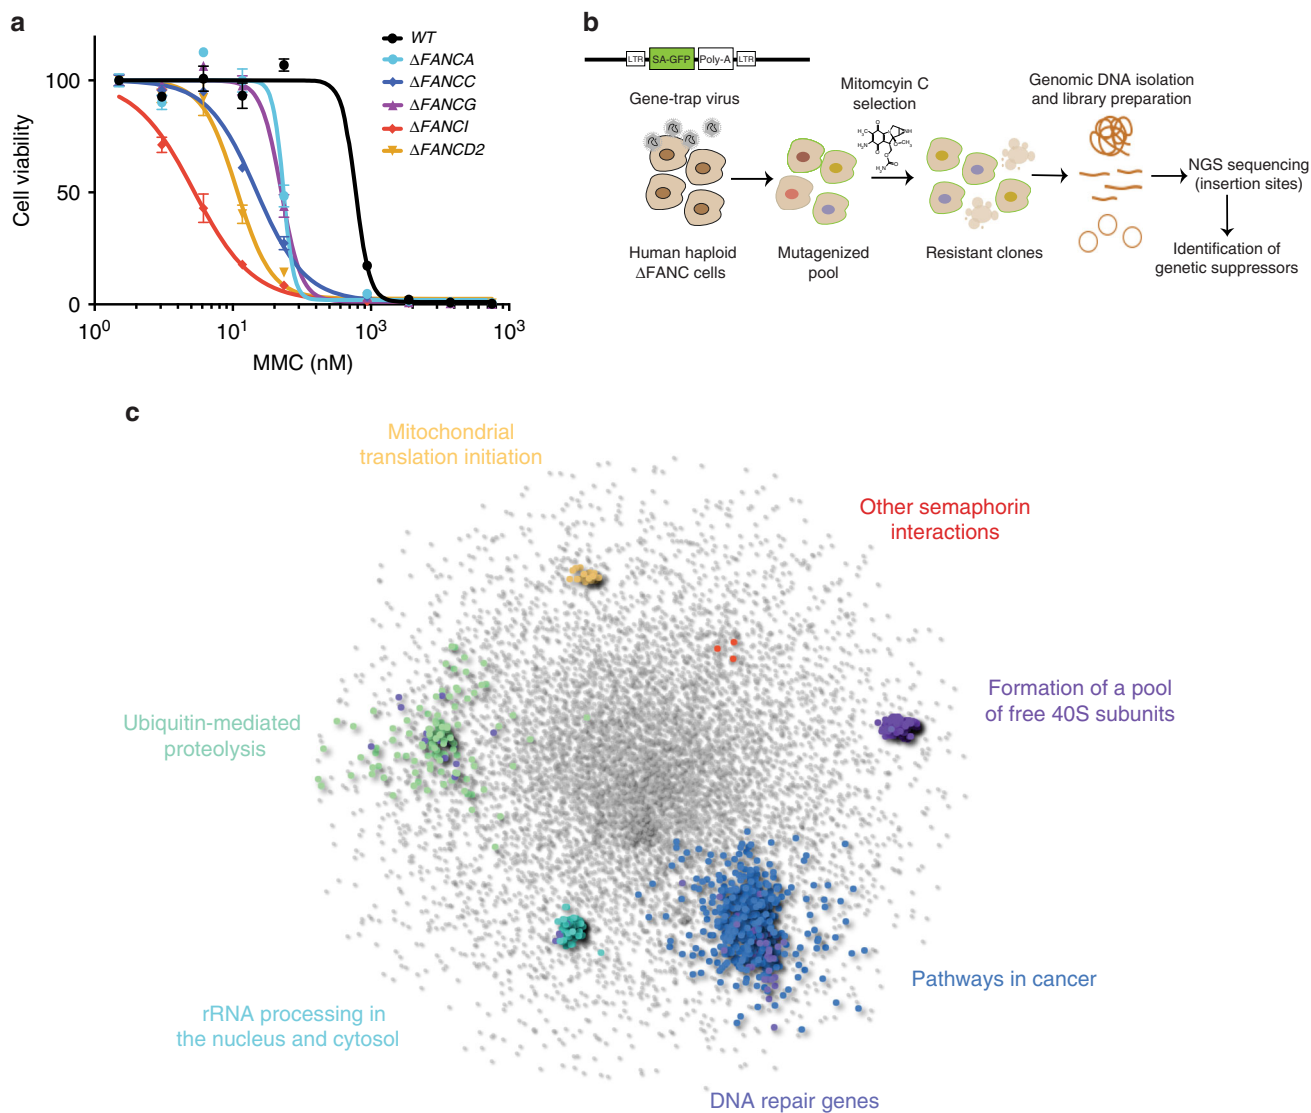 a
100
50
0
Cell viability
10⁰
10¹
10³
10³
MMC (nM)
WT
ΔFANCA
ΔFANCC
ΔFANCG
ΔFANCI
ΔFANCD2
b
LTR
SA-GFP
Poly-A
LTR
Gene-trap virus
Human haploid
ΔFANC cells
Mutagenized
pool
Mitomcyin C
selection
Resistant clones
Genomic DNA isolation
and library preparation
NGS sequencing
(insertion sites)
Identification of
genetic suppressors
c
Mitochondrial
translation initiation
Other semaphorin
interactions
Formation of a pool
of free 40S subunits
Ubiquitin-mediated
proteolysis
Pathways in cancer
rRNA processing in
the nucleus and cytosol
DNA repair genes